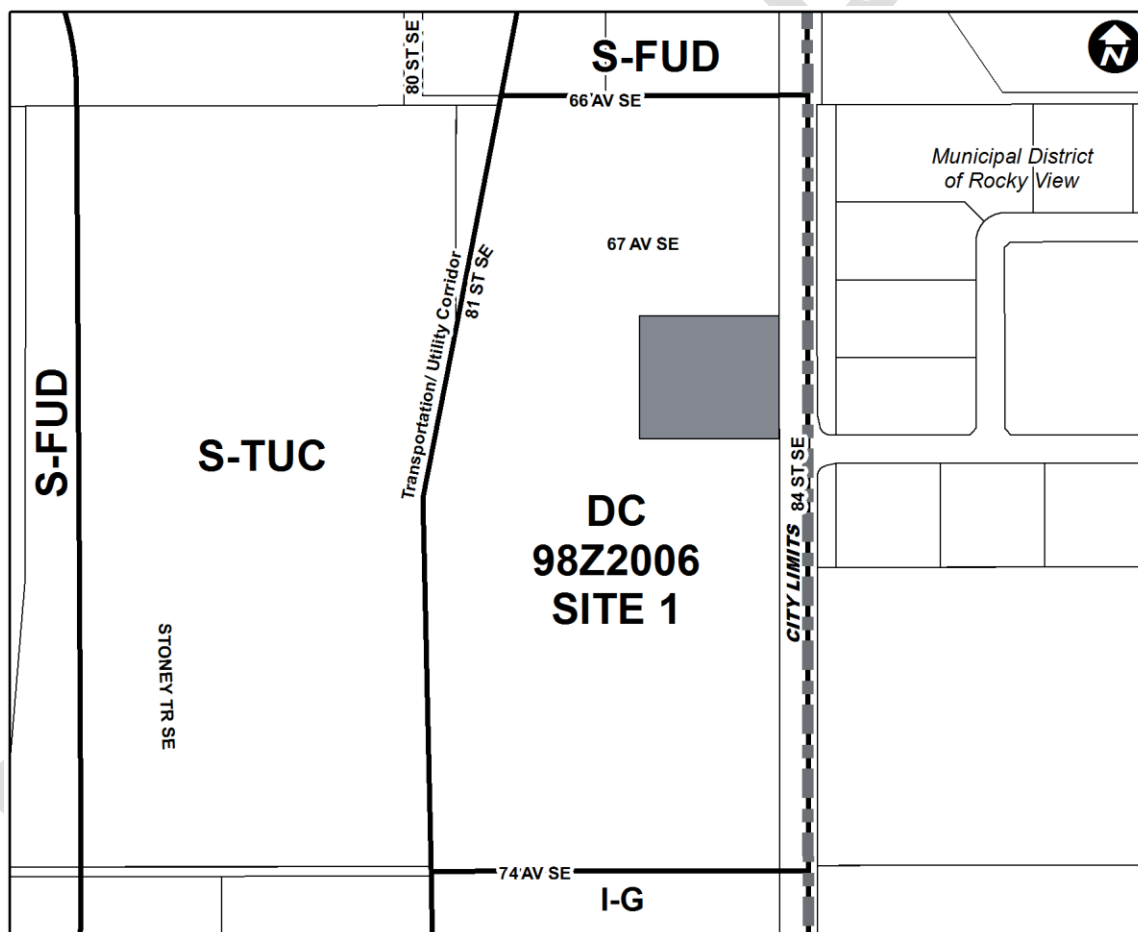 80 ST SE
S-FUD
N
66 AV SE
Municipal District
of Rocky View
67 AV SE
Transportation/ Utility Corridor
81 ST SE
S-FUD
S-TUC
84 ST SE
DC
98Z2006
SITE 1
CITY LIMITS
STONEY TR SE
74 AV SE
I-G